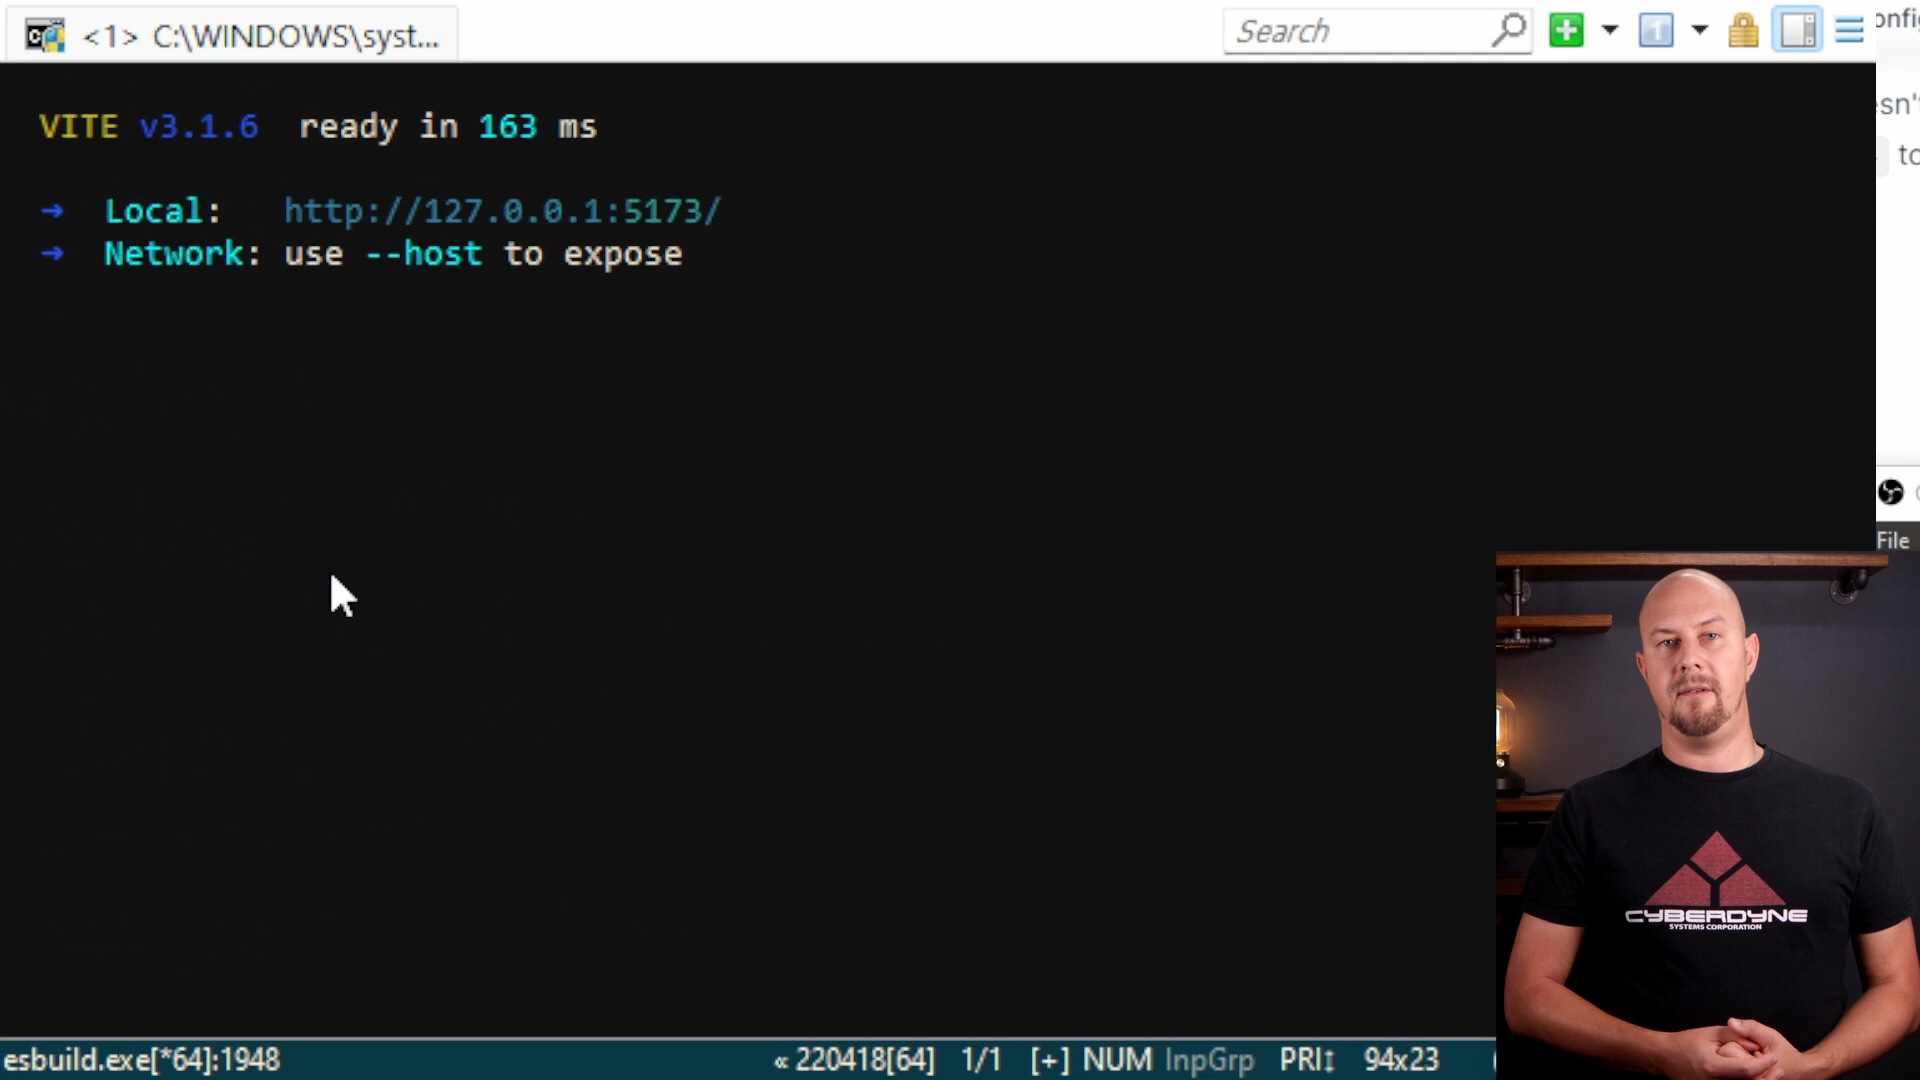 <1> C:\WINDOWS\syst...
Search
1
VITE v3.1.6 ready in 163 ms
➜ Local: http://127.0.0.1:5173/
➜ Network: use --host to expose
to
File
CYBERDYNE
SYSTEMS CORPORATION
esbuild.exe[*64]:1948
« 220418[64] 1/1 [+] NUM InpGrp PRI↕ 94x23